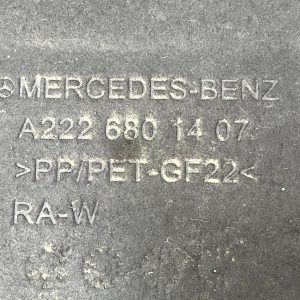 MERCEDES-BENZ
A222 680 14 07
>PP/PET-GF22<
RA-W